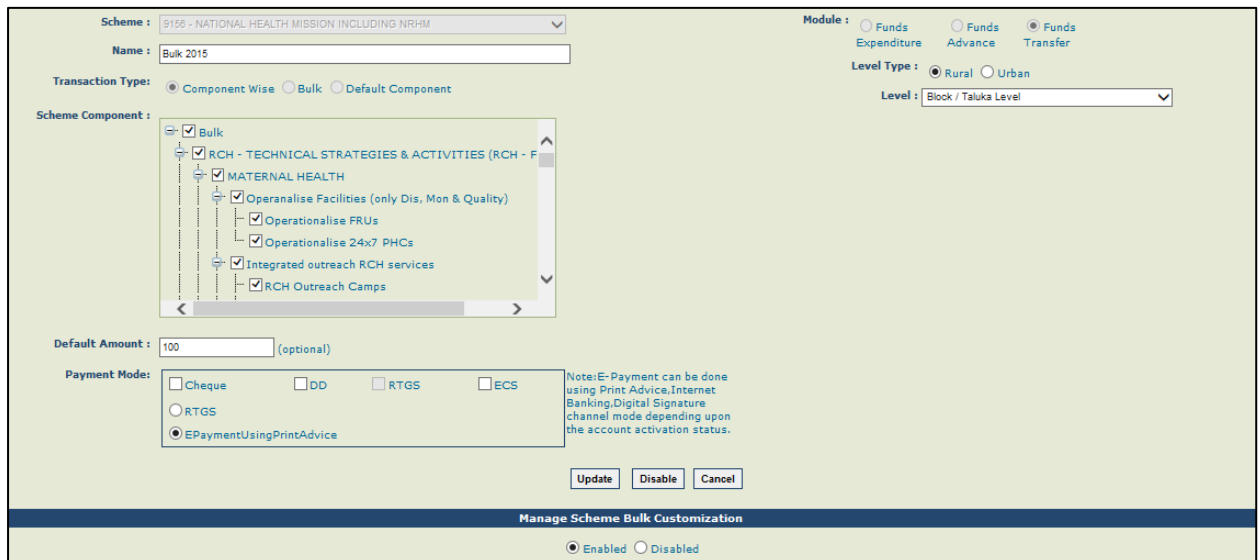 Scheme : 9156 - NATIONAL HEALTH MISSION INCLUDING NRHM
Name : Bulk 2015
Transaction Type: Component Wise Bulk Default Component
Scheme Component :
Bulk
RCH - TECHNICAL STRATEGIES & ACTIVITIES (RCH - F
MATERNAL HEALTH
Operanalise Facilities (only Dis, Mon & Quality)
Operationalise FRUs
Operationalise 24x7 PHCs
Integrated outreach RCH services
RCH Outreach Camps
Module : Funds Expenditure Funds Advance Funds Transfer
Level Type : Rural Urban
Level : Block / Taluka Level
Default Amount : 100 (optional)
Payment Mode:
Cheque DD RTGS ECS
RTGS
EPaymentUsingPrintAdvice
Note:E-Payment can be done
using Print Advice,Internet
Banking,Digital Signature
channel mode depending upon
the account activation status.
Update Disable Cancel
Manage Scheme Bulk Customization
Enabled Disabled